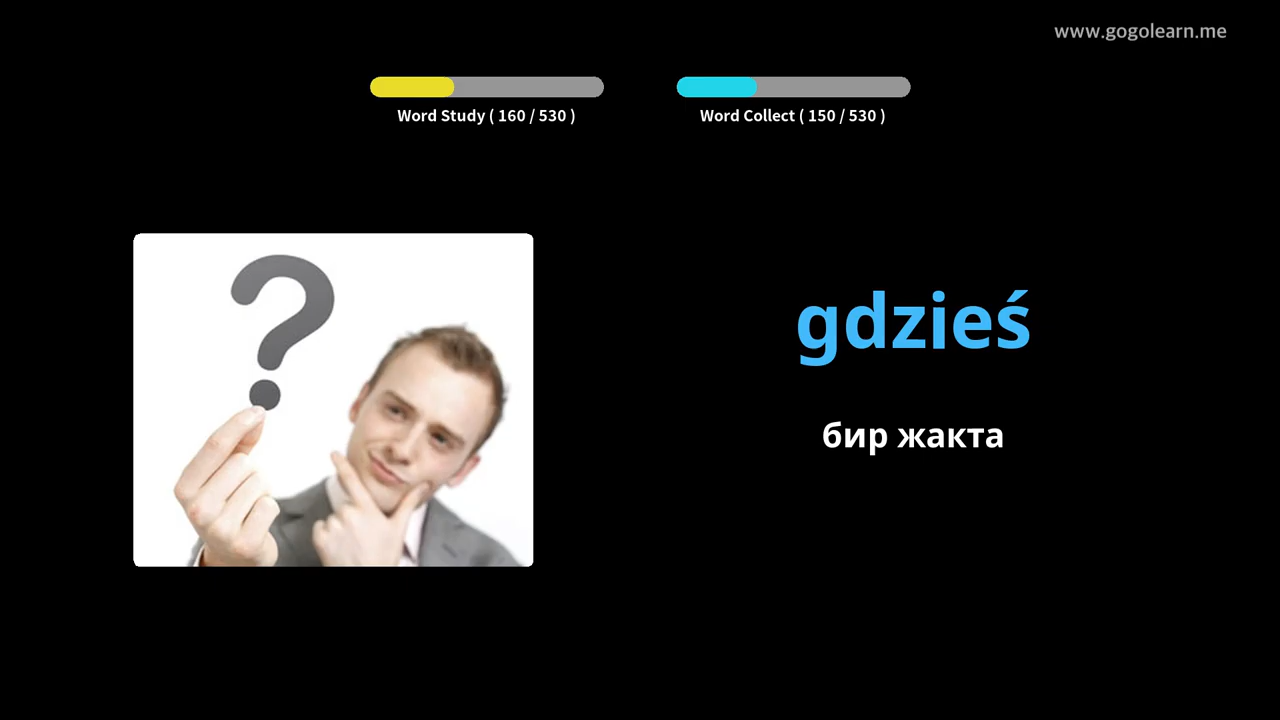 www.gogolearn.me
Word Study ( 160 / 530 )
Word Collect ( 150 / 530 )
gdzieś
бир жакта